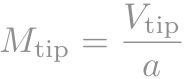 M_tip = V_tip / a